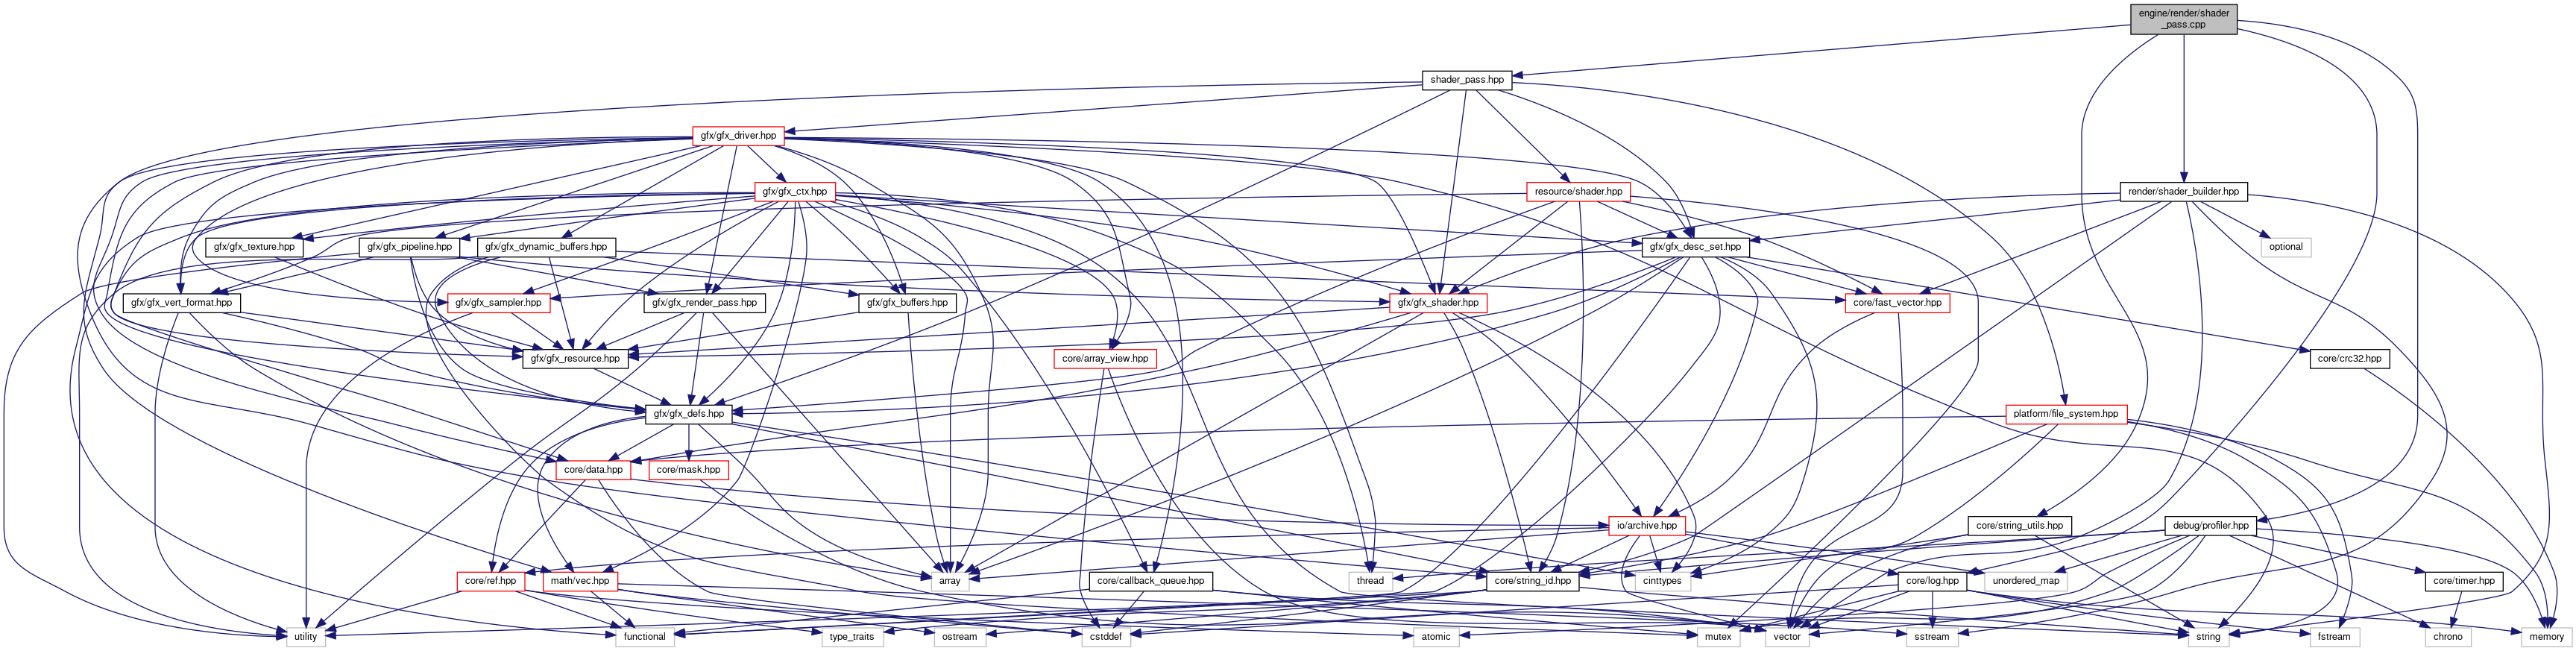 engine/render/shader
_pass.cpp
shader_pass.hpp
gfx/gfx_driver.hpp
gfx/gfx_ctx.hpp
resource/shader.hpp
render/shader_builder.hpp
gfx/gfx_texture.hpp
gfx/gfx_pipeline.hpp
gfx/gfx_dynamic_buffers.hpp
gfx/gfx_desc_set.hpp
optional
gfx/gfx_vert_format.hpp
gfx/gfx_sampler.hpp
gfx/gfx_render_pass.hpp
gfx/gfx_buffers.hpp
gfx/gfx_shader.hpp
core/fast_vector.hpp
gfx/gfx_resource.hpp
core/array_view.hpp
core/crc32.hpp
gfx/gfx_defs.hpp
platform/file_system.hpp
core/data.hpp
core/mask.hpp
io/archive.hpp
core/string_utils.hpp
debug/profiler.hpp
core/ref.hpp
math/vec.hpp
array
core/callback_queue.hpp
thread
core/string_id.hpp
cinttypes
core/log.hpp
unordered_map
core/timer.hpp
utility
functional
type_traits
ostream
cstddef
atomic
mutex
vector
sstream
string
fstream
chrono
memory